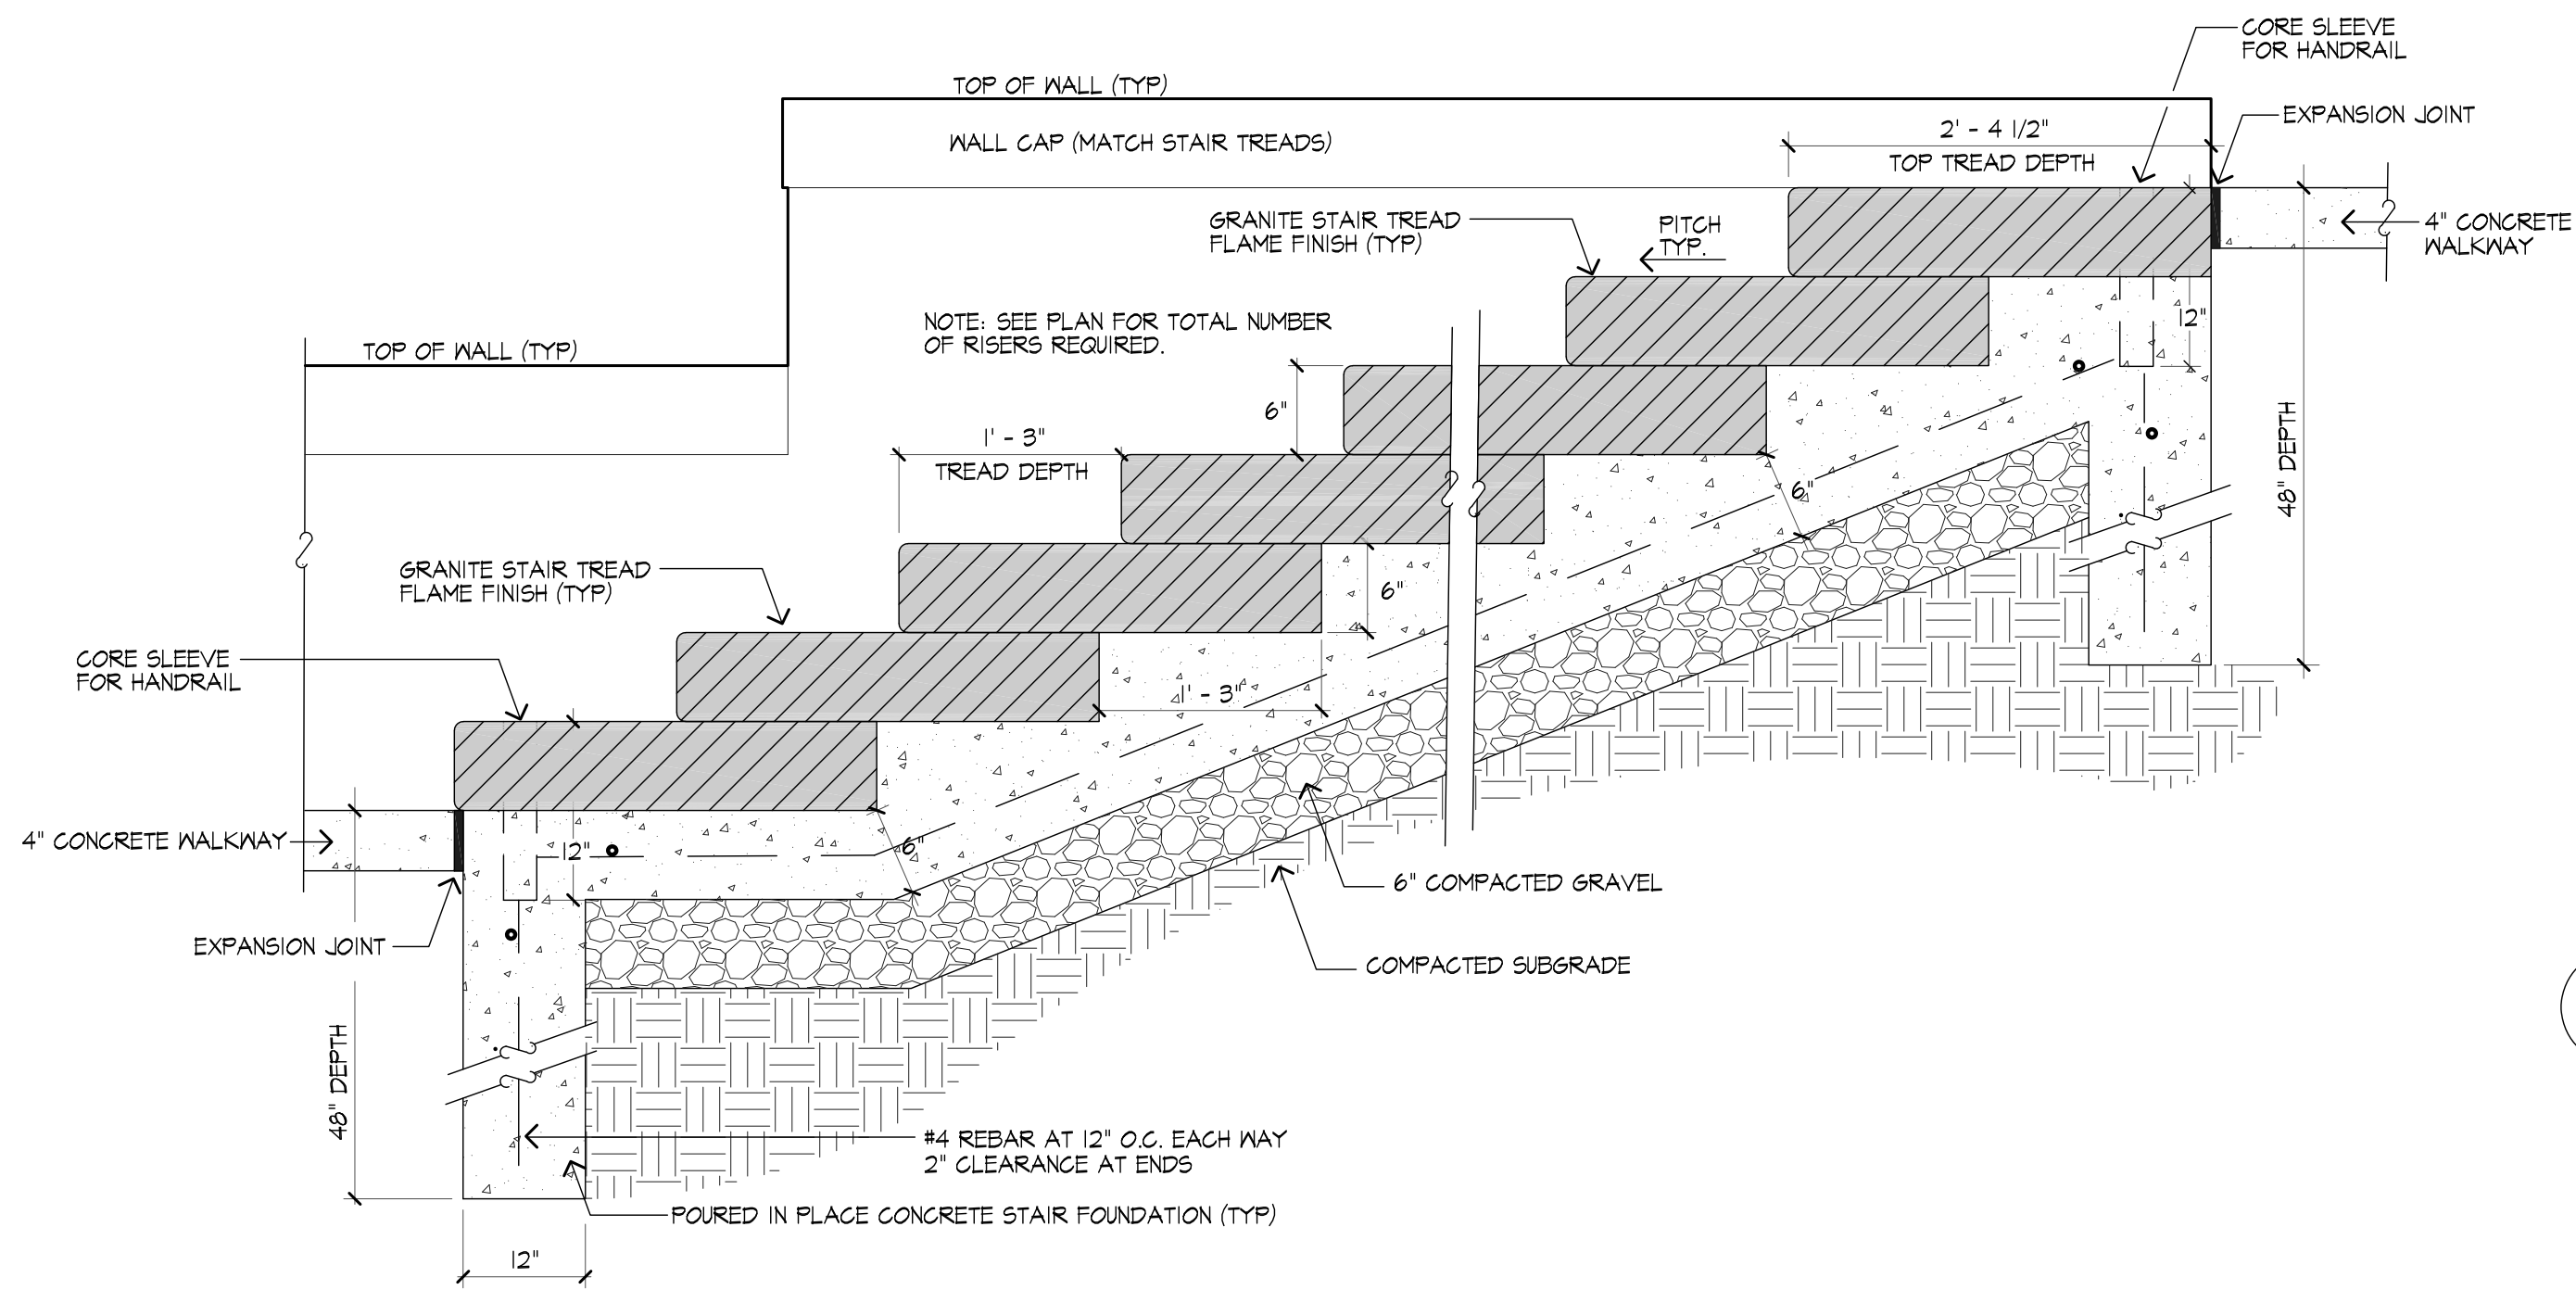 CORE SLEEVE
FOR HANDRAIL
TOP OF WALL (TYP)
EXPANSION JOINT
2' - 4 1/2"
TOP TREAD DEPTH
WALL CAP (MATCH STAIR TREADS)
GRANITE STAIR TREAD
FLAME FINISH (TYP)
PITCH
TYP.
4" CONCRETE
WALKWAY
12"
NOTE: SEE PLAN FOR TOTAL NUMBER
OF RISERS REQUIRED.
TOP OF WALL (TYP)
6"
1' - 3"
TREAD DEPTH
48" DEPTH
6"
GRANITE STAIR TREAD
FLAME FINISH (TYP)
6"
CORE SLEEVE
FOR HANDRAIL
1' - 3"
4" CONCRETE WALKWAY
12"
6"
6" COMPACTED GRAVEL
EXPANSION JOINT
COMPACTED SUBGRADE
48" DEPTH
#4 REBAR AT 12" O.C. EACH WAY
2" CLEARANCE AT ENDS
POURED IN PLACE CONCRETE STAIR FOUNDATION (TYP)
12"